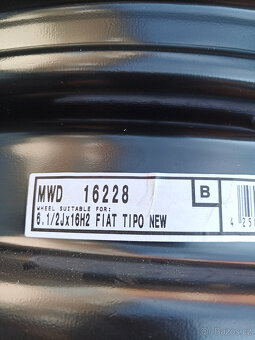 MWD 16228
B
WHEEL SUITABLE FOR:
6.1/2Jx16H2 FIAT TIPO NEW